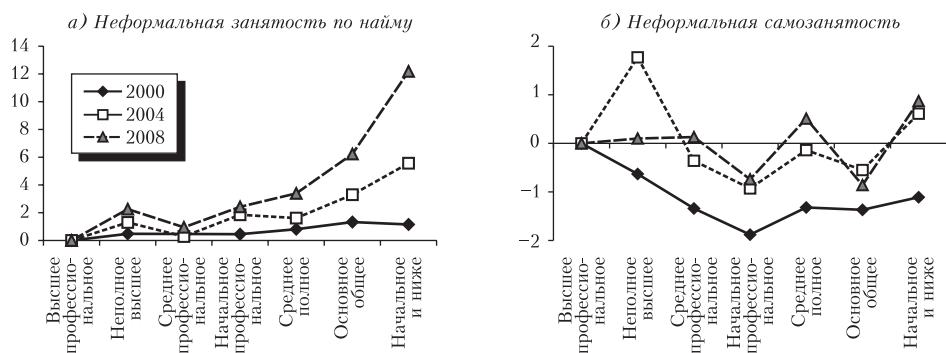 а) Неформальная занятость по найму
14
12
10
8
6
4
2
0
2000
2004
2008
Высшее
профессио-
нальное
Неполное
высшее
Среднее
профессио-
нальное
Начальное
профессио-
нальное
Среднее
полное
Основное
общее
Начальное
и ниже
б) Неформальная самозанятость
2
1
0
−1
−2
Высшее
профессио-
нальное
Неполное
высшее
Среднее
профессио-
нальное
Начальное
профессио-
нальное
Среднее
полное
Основное
общее
Начальное
и ниже